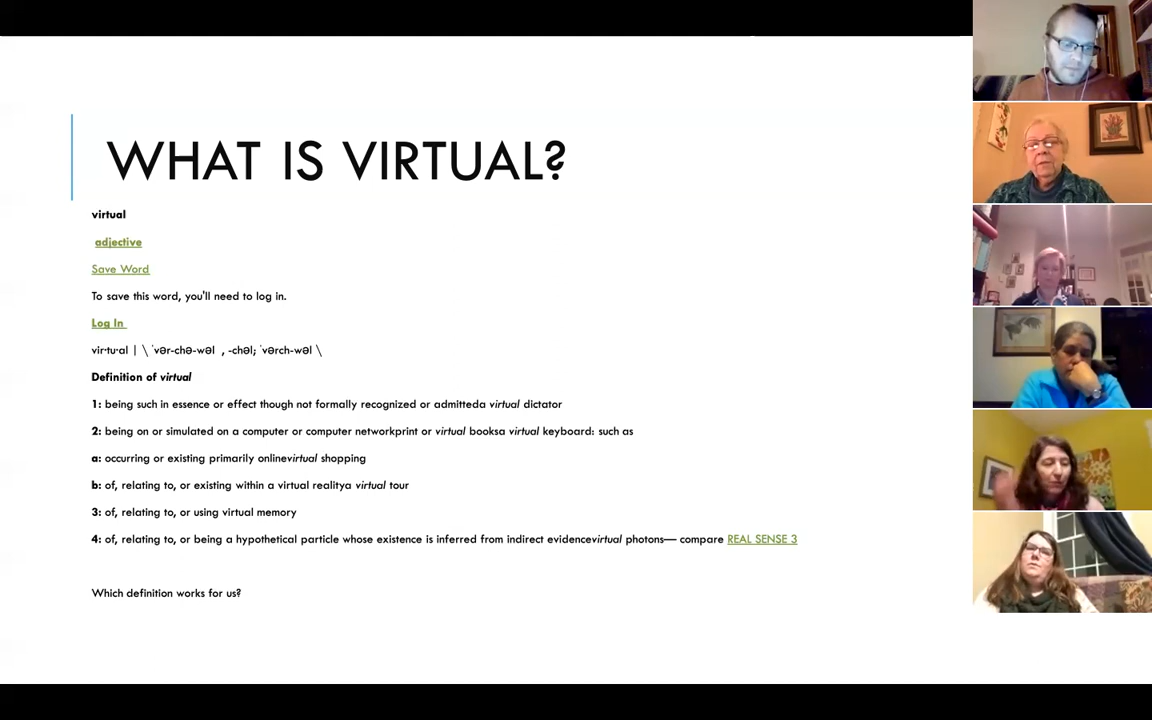 WHAT IS VIRTUAL?
virtual
adjective
Save Word
To save this word, you'll need to log in.
Log In
vir·tu·al | \ ˈvər-chə-wəl , -chəl; ˈvərch-wəl \
Definition of virtual
1: being such in essence or effect though not formally recognized or admitteda virtual dictator
2: being on or simulated on a computer or computer networkprint or virtual booksa virtual keyboard: such as
a: occurring or existing primarily onlinevirtual shopping
b: of, relating to, or existing within a virtual realitya virtual tour
3: of, relating to, or using virtual memory
4: of, relating to, or being a hypothetical particle whose existence is inferred from indirect evidencevirtual photons— compare REAL SENSE 3
Which definition works for us?